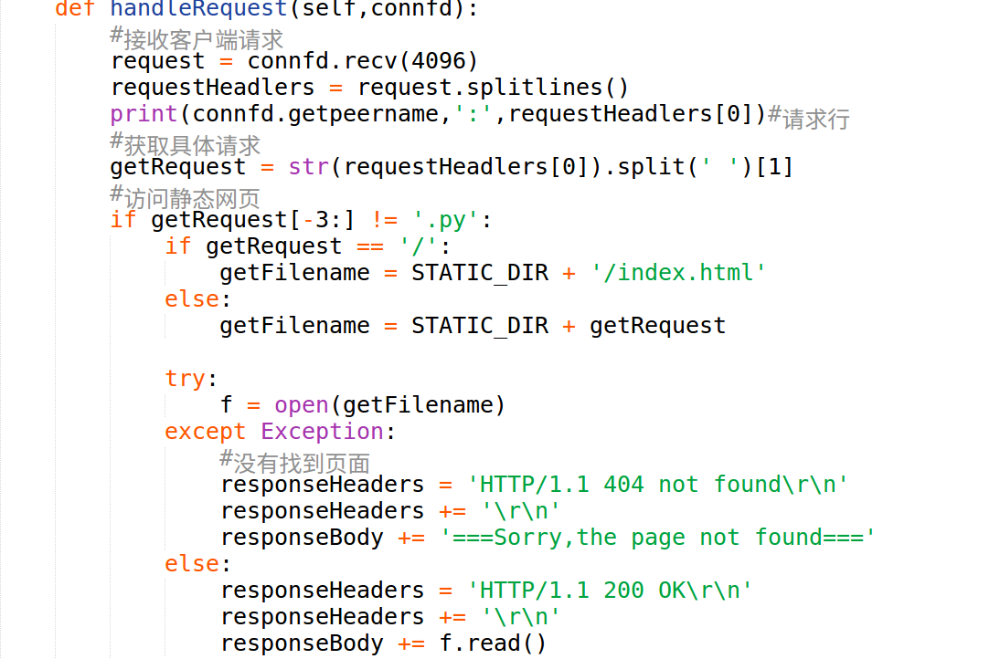 def handleRequest(self,connfd):
#接收客户端请求
request = connfd.recv(4096)
requestHeadlers = request.splitlines()
print(connfd.getpeername,':',requestHeadlers[0])#请求行
#获取具体请求
getRequest = str(requestHeadlers[0]).split(' ')[1]
#访问静态网页
if getRequest[-3:] != '.py':
if getRequest == '/':
getFilename = STATIC_DIR + '/index.html'
else:
getFilename = STATIC_DIR + getRequest
try:
f = open(getFilename)
except Exception:
#没有找到页面
responseHeaders = 'HTTP/1.1 404 not found\r\n'
responseHeaders += '\r\n'
responseBody += '===Sorry,the page not found==='
else:
responseHeaders = 'HTTP/1.1 200 OK\r\n'
responseHeaders += '\r\n'
responseBody += f.read()